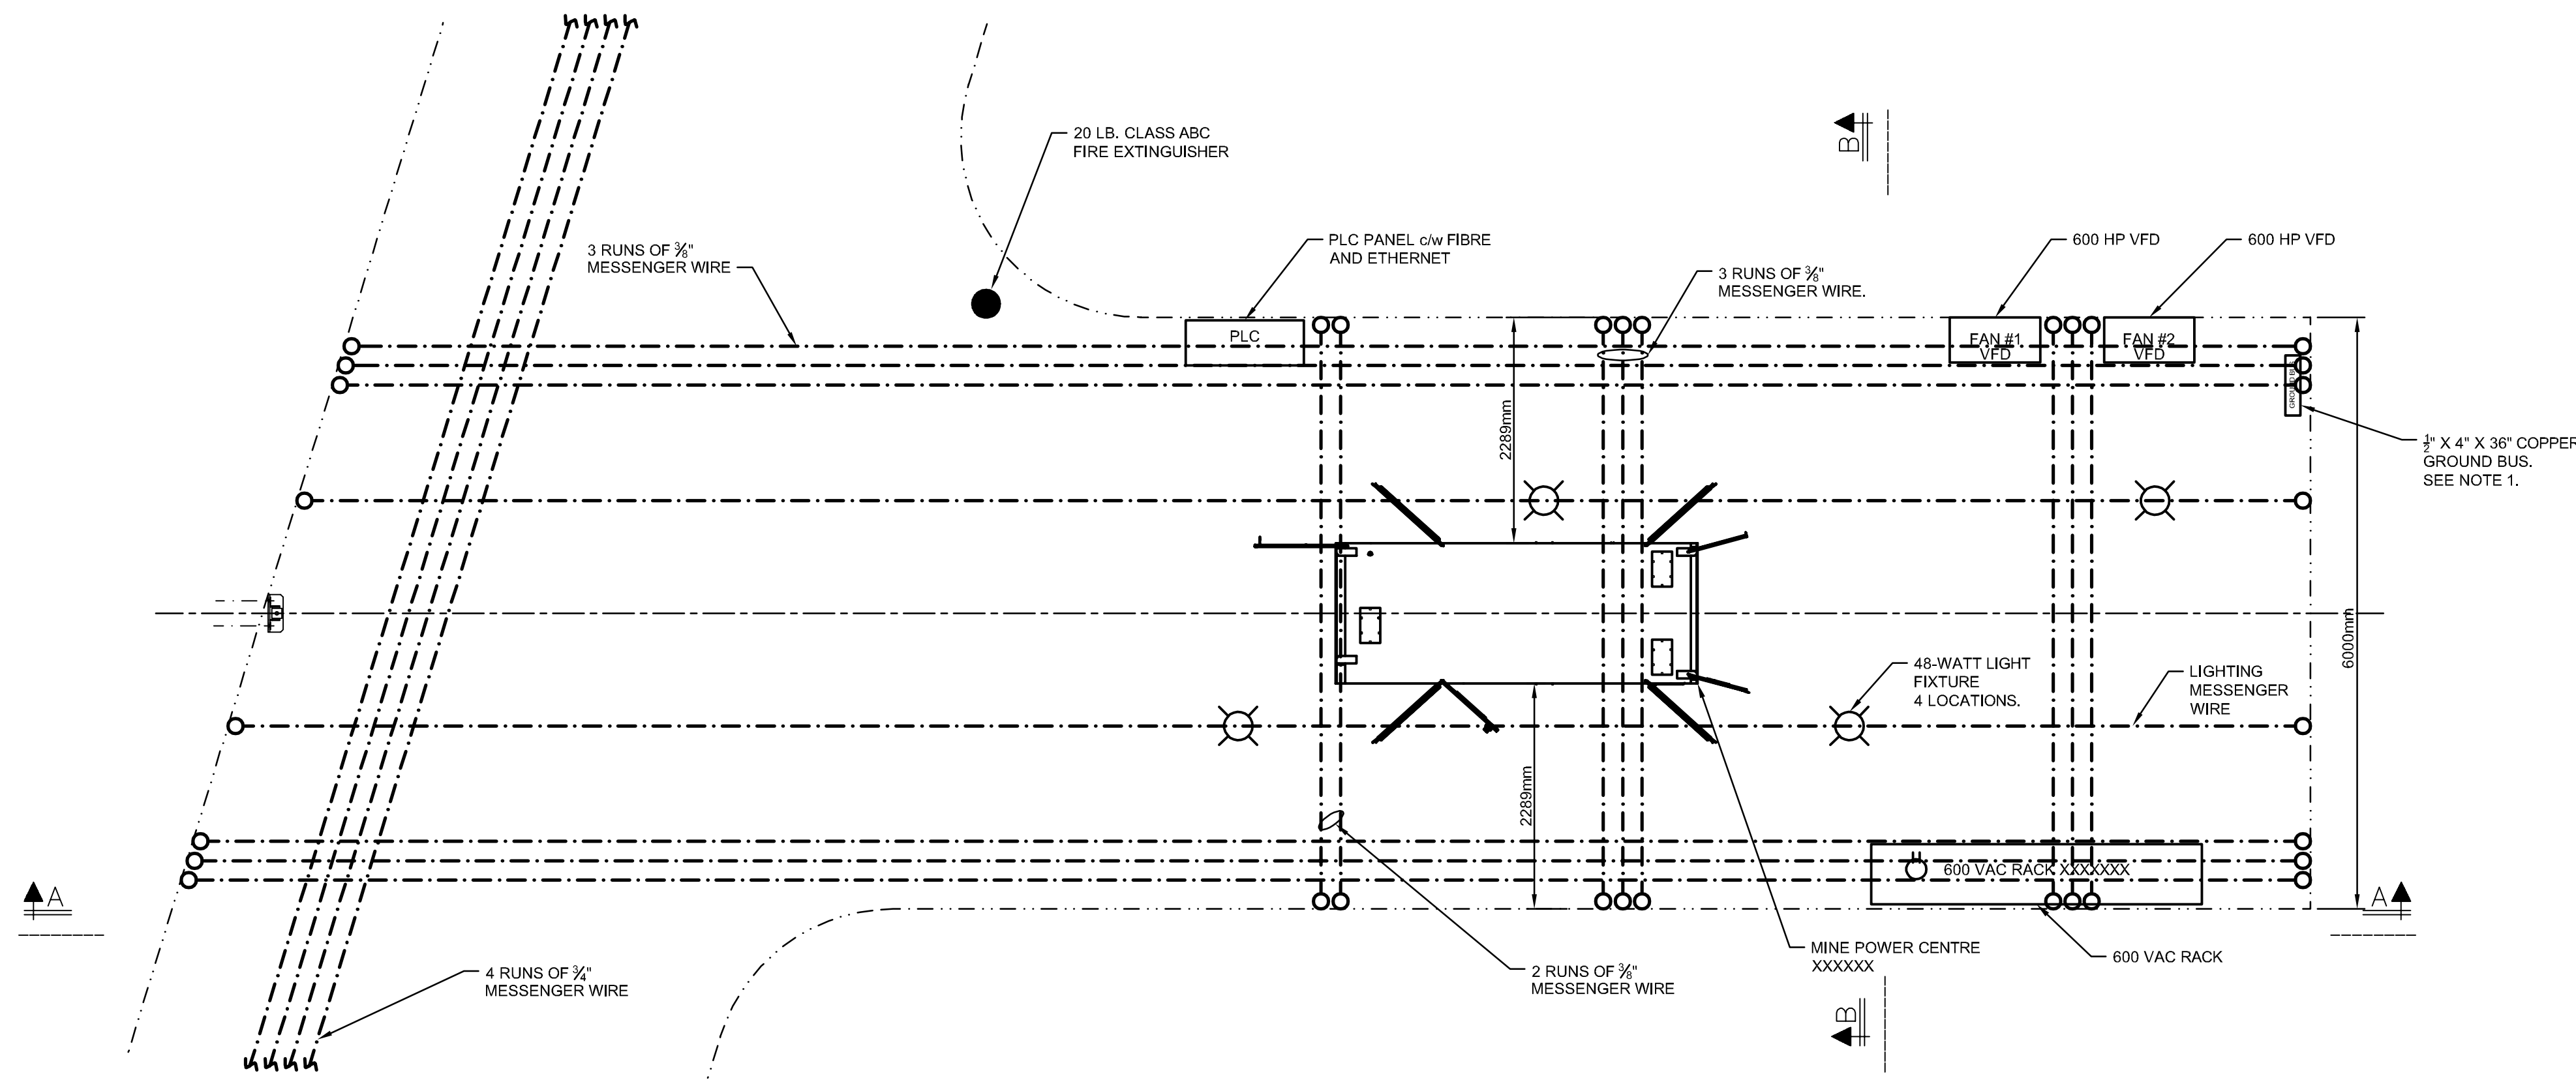 20 LB. CLASS ABC
FIRE EXTINGUISHER
B
3 RUNS OF ⅜"
MESSENGER WIRE
PLC PANEL c/w FIBRE
AND ETHERNET
3 RUNS OF ⅜"
MESSENGER WIRE.
600 HP VFD
600 HP VFD
PLC
FAN #1
VFD
FAN #2
VFD
GROUND BUS
2289mm
½" X 4" X 36" COPPER
GROUND BUS.
SEE NOTE 1.
6000mm
48-WATT LIGHT
FIXTURE
4 LOCATIONS.
LIGHTING
MESSENGER
WIRE
2289mm
600 VAC RACK XXXXXXX
A
A
4 RUNS OF ¾"
MESSENGER WIRE
2 RUNS OF ⅜"
MESSENGER WIRE
MINE POWER CENTRE
XXXXXX
600 VAC RACK
B